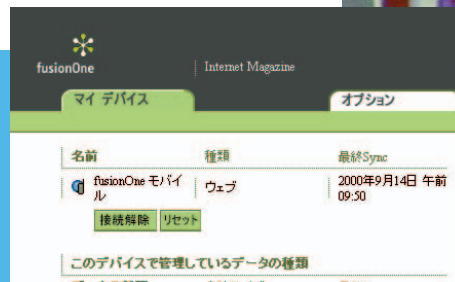 fusionOne
Internet Magazine
マイ デバイス
オプション
名前 種類 最終Sync
fusionOne モバイル ウェブ 2000年9月14日 午前 09:50
接続解除 リセット
このデバイスで管理しているデータの種類